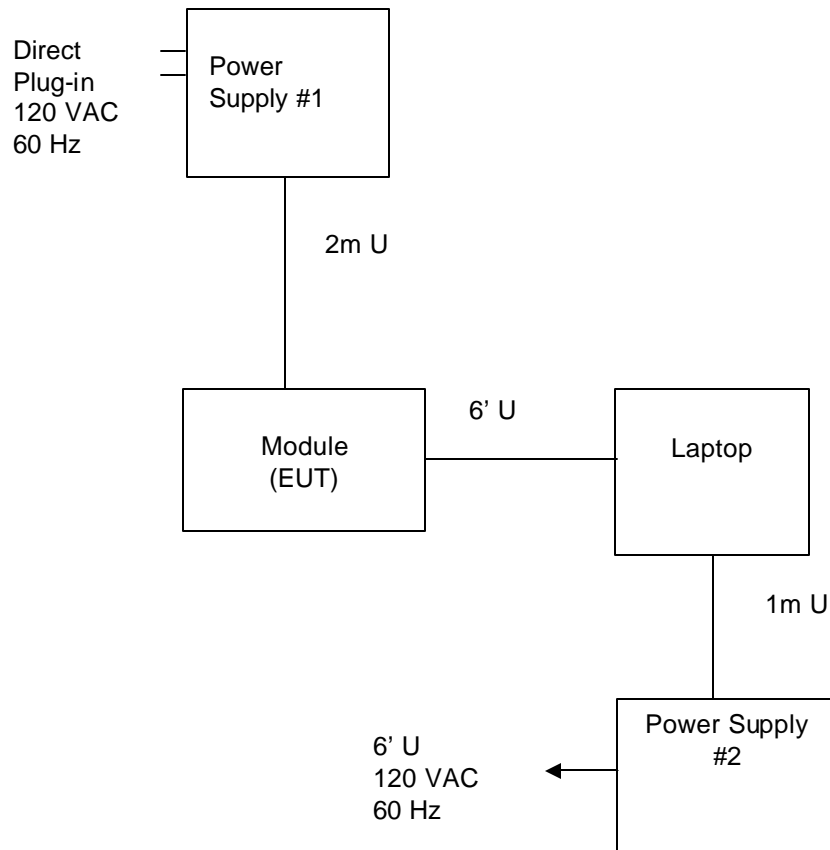 Direct
Plug-in
120 VAC
60 Hz
Power
Supply #1
2m U
6’ U
Module
(EUT)
Laptop
1m U
Power Supply
#2
6’ U
120 VAC
60 Hz